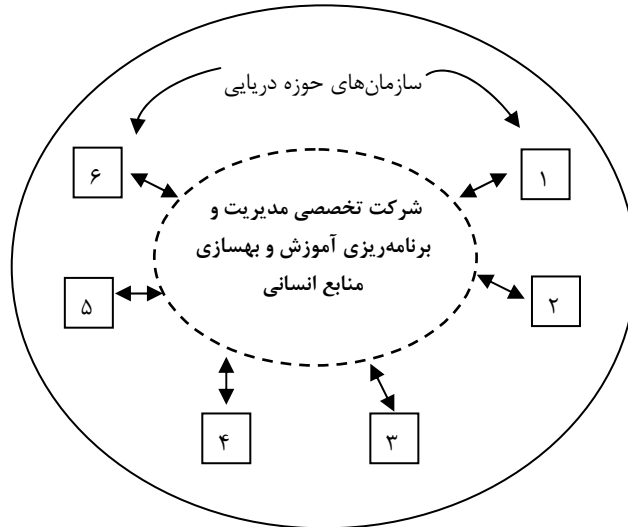 سازمان‌های حوزه دریایی
۶
۱
شرکت تخصصی مدیریت و
برنامه‌ریزی آموزش و بهسازی
منابع انسانی
۵
۲
۴
۳